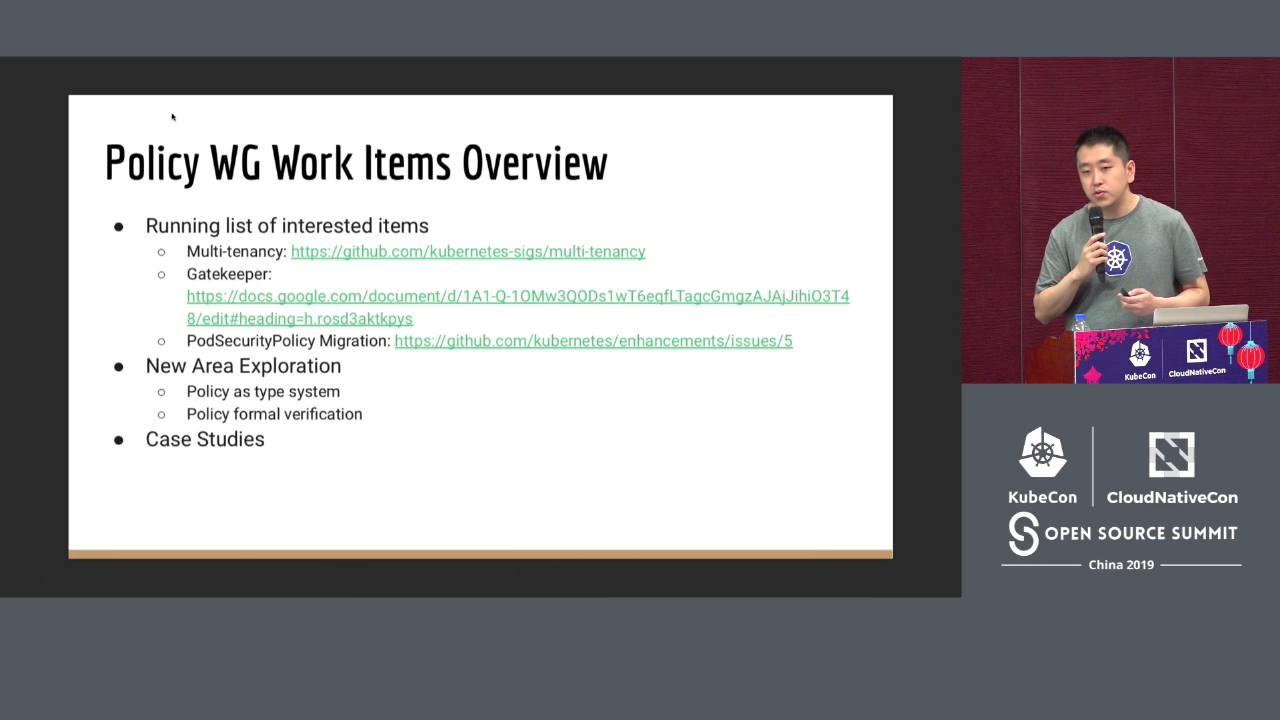 Policy WG Work Items Overview
● Running list of interested items
○ Multi-tenancy: https://github.com/kubernetes-sigs/multi-tenancy
○ Gatekeeper:
https://docs.google.com/document/d/1A1-Q-1OMw3QODs1wT6eqfLTagcGmgzAJAjJihiO3T4
8/edit#heading=h.rosd3aktkpys
○ PodSecurityPolicy Migration: https://github.com/kubernetes/enhancements/issues/5
● New Area Exploration
○ Policy as type system
○ Policy formal verification
● Case Studies
KubeCon
CloudNativeCon
KubeCon
CloudNativeCon
OPEN SOURCE SUMMIT
China 2019